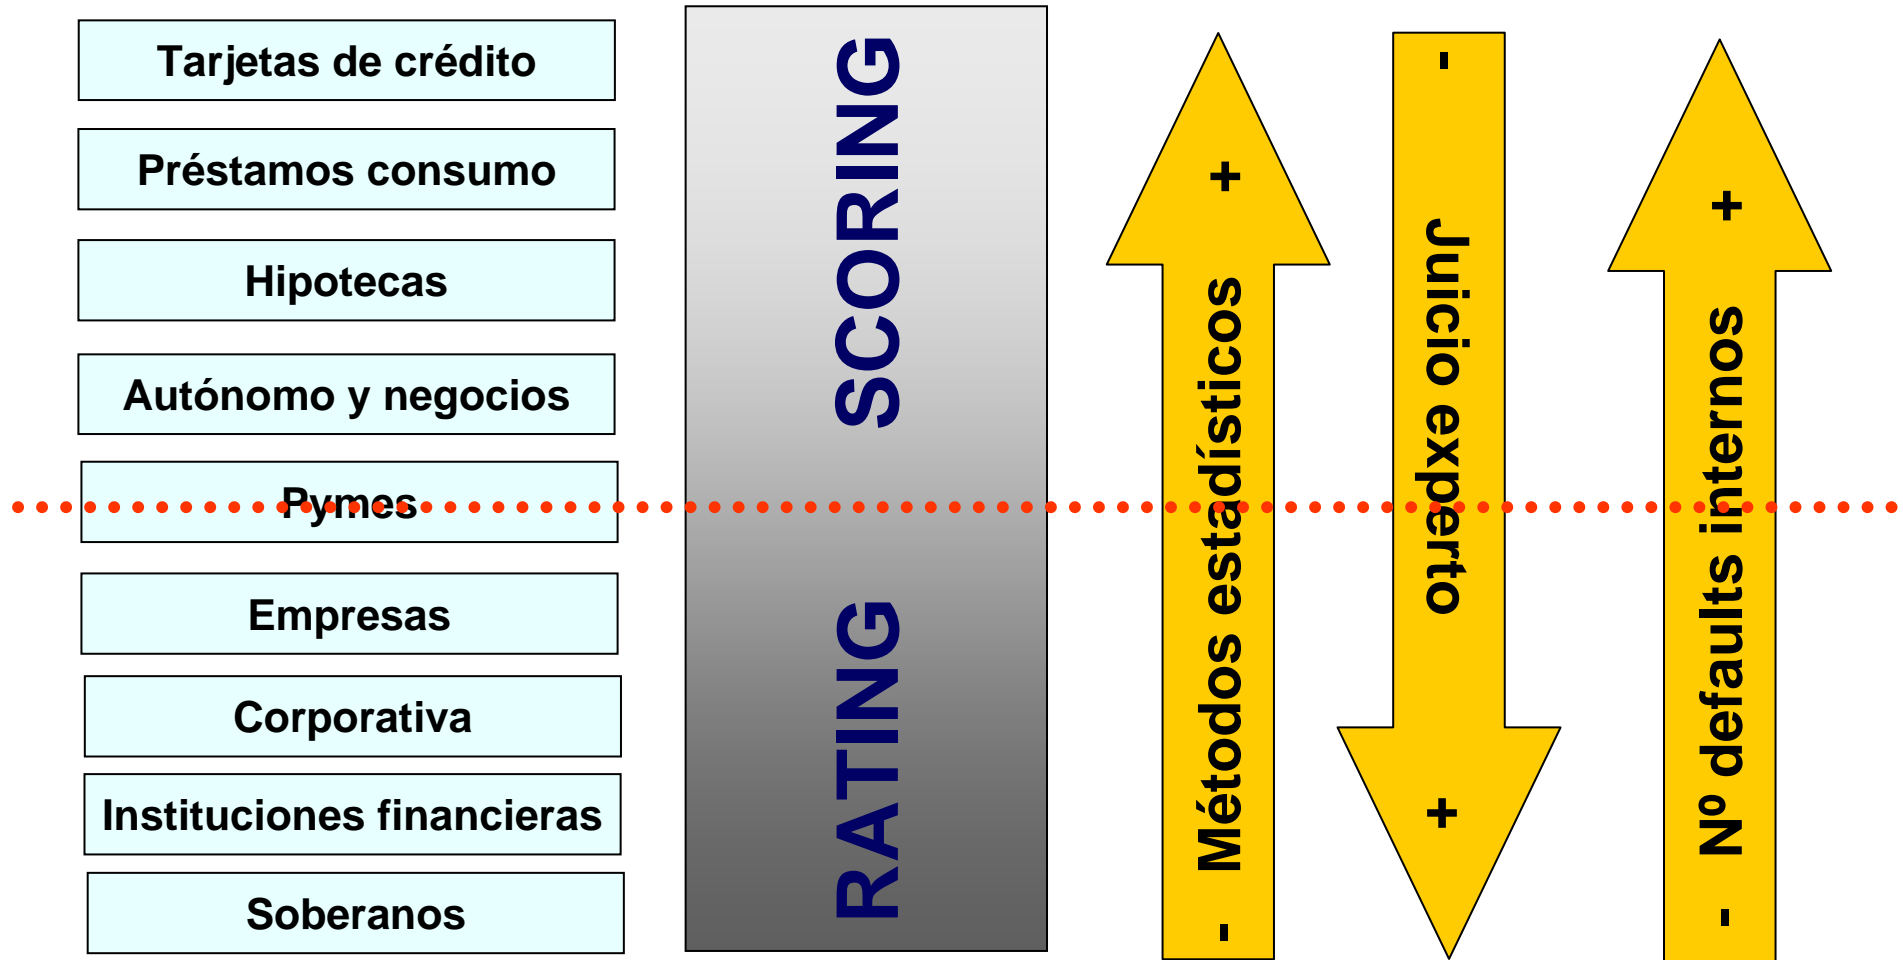 Tarjetas de crédito
Préstamos consumo
Hipotecas
Autónomo y negocios
Pymes
Empresas
Corporativa
Instituciones financieras
Soberanos
RATING SCORING
- Métodos estadísticos +
- Juicio experto +
- Nº defaults internos +